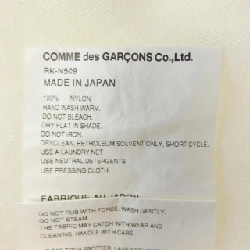 COMME des GARÇONS Co.,Ltd.
RK-N509
MADE IN JAPAN
100% NYLON
HAND WASH WARM.
DO NOT BLEACH.
DRY FLAT IN SHADE.
DO NOT IRON.
DRYCLEAN, PETROLEUM SOLVENT ONLY, SHORT CYCLE.
USE A LAUNDRY NET
USE NEUTRAL DETERGENTS
USE PRESSING CLOTH
FABRIQUE AU JAPON
DO NOT RUB WITH FORCE. WASH GENTLY.
DO NOT STEAM.
THE FABRIC MAY CATCH WITH WEAR AND
CLEANING. HANDLE WITH CARE.